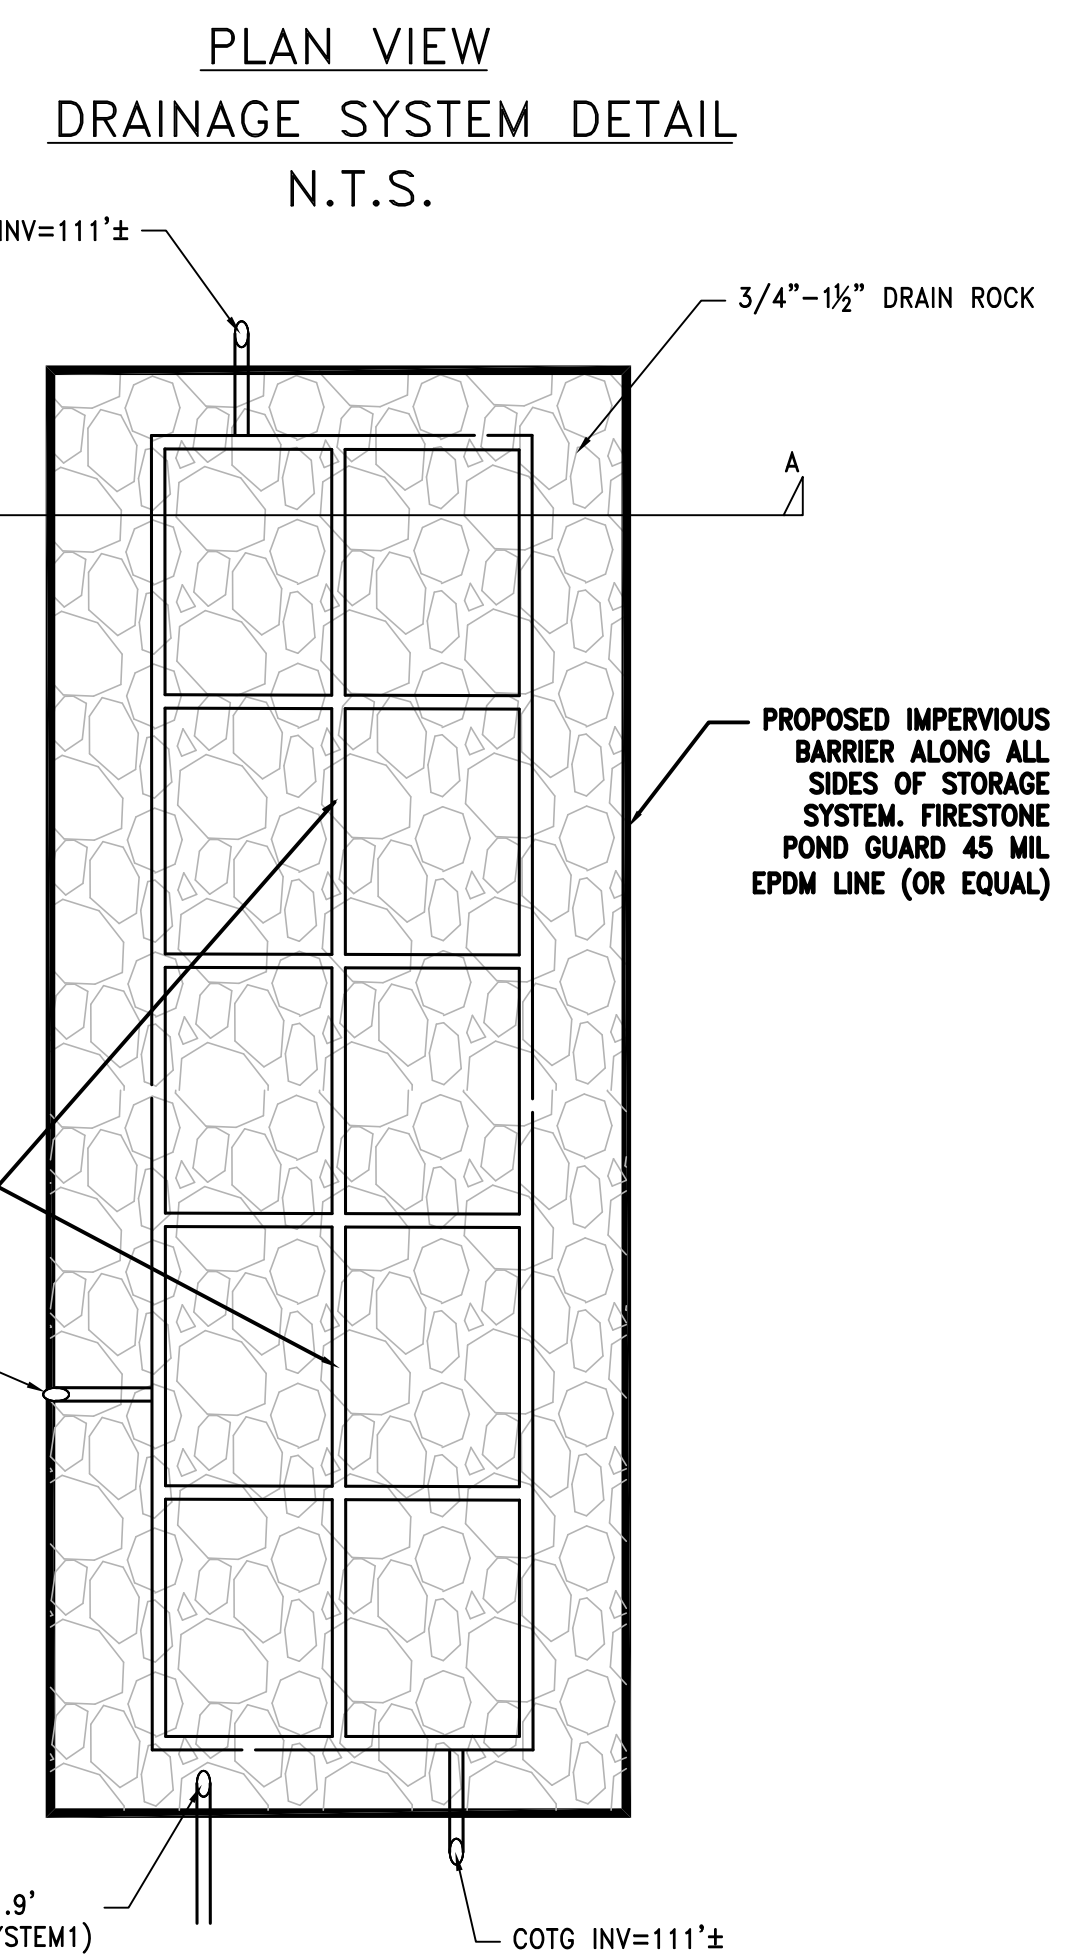 PLAN VIEW
DRAINAGE SYSTEM DETAIL
N.T.S.
INV=111'±
3/4"-1½" DRAIN ROCK
A
PROPOSED IMPERVIOUS
BARRIER ALONG ALL
SIDES OF STORAGE
SYSTEM. FIRESTONE
POND GUARD 45 MIL
EPDM LINE (OR EQUAL)
.9'
YSTEM1)
COTG INV=111'±